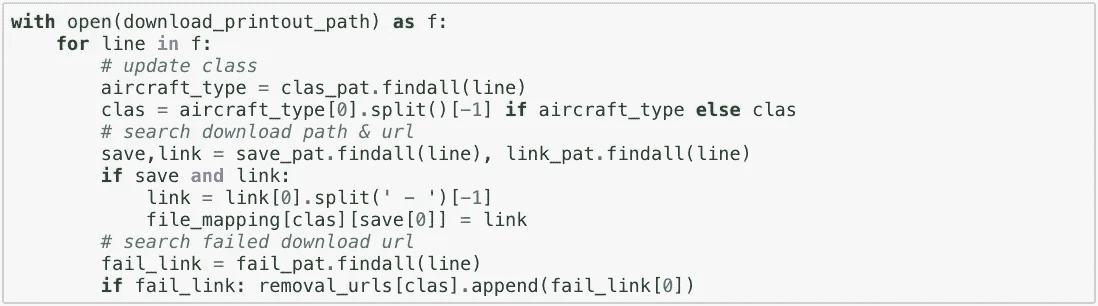 with open(download_printout_path) as f:
    for line in f:
        # update class
        aircraft_type = clas_pat.findall(line)
        clas = aircraft_type[0].split()[-1] if aircraft_type else clas
        # search download path & url
        save,link = save_pat.findall(line), link_pat.findall(line)
        if save and link:
            link = link[0].split(' - ')[-1]
            file_mapping[clas][save[0]] = link
        # search failed download url
        fail_link = fail_pat.findall(line)
        if fail_link: removal_urls[clas].append(fail_link[0])